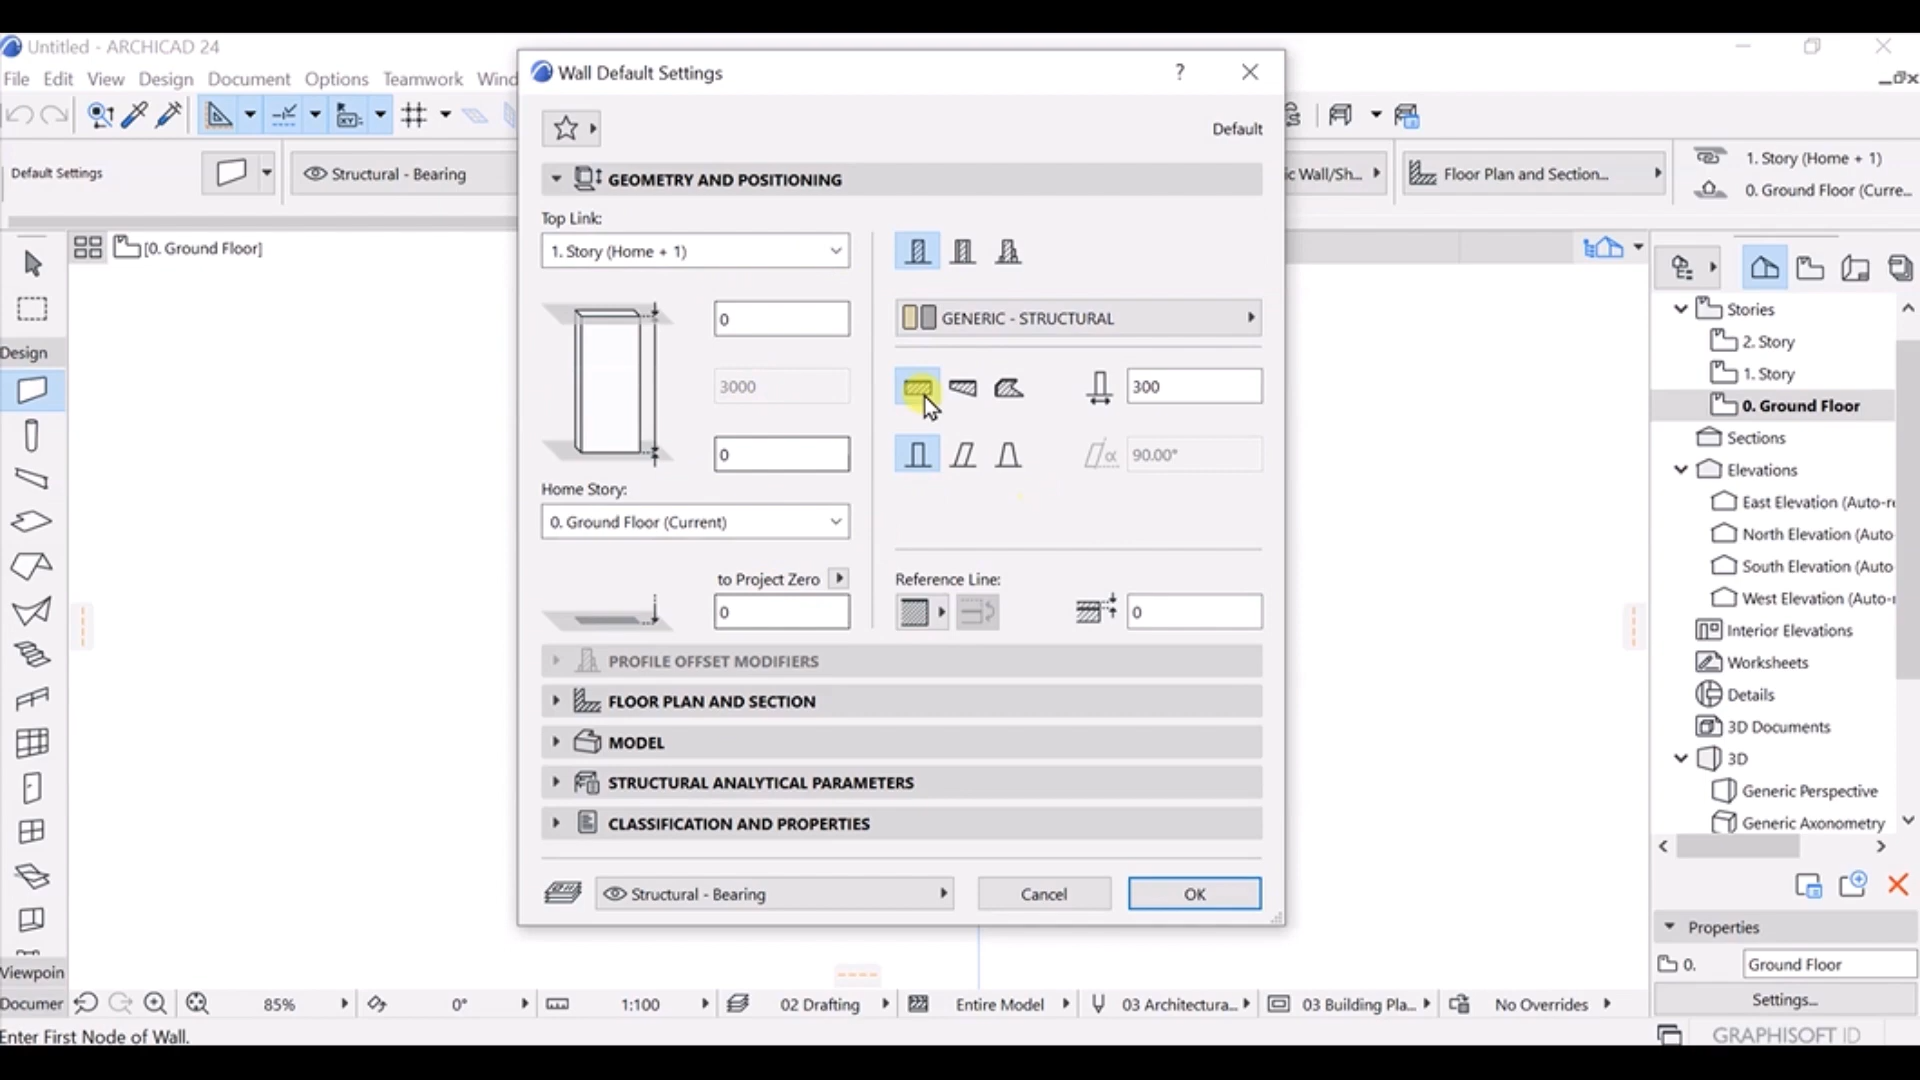 Untitled - ARCHICAD 24
File Edit View Design Document Options Teamwork Wind
Wall Default Settings
?
Default
Default Settings
Structural - Bearing
ic Wall/Sh...
Floor Plan and Section...
1. Story (Home + 1)
0. Ground Floor (Curre...
[0. Ground Floor]
GEOMETRY AND POSITIONING
Top Link:
1. Story (Home + 1)
0
3000
0
Home Story:
0. Ground Floor (Current)
to Project Zero
0
GENERIC - STRUCTURAL
300
α
90.00°
Reference Line:
0
PROFILE OFFSET MODIFIERS
FLOOR PLAN AND SECTION
MODEL
STRUCTURAL ANALYTICAL PARAMETERS
CLASSIFICATION AND PROPERTIES
Structural - Bearing
Cancel
OK
Design
Viewpoin
Documer
Stories
2. Story
1. Story
0. Ground Floor
Sections
Elevations
East Elevation (Auto-re
North Elevation (Auto
South Elevation (Auto
West Elevation (Auto-r
Interior Elevations
Worksheets
Details
3D Documents
3D
Generic Perspective
Generic Axonometry
Properties
0.
Ground Floor
Settings...
85%
0°
1:100
02 Drafting
Entire Model
03 Architectura...
03 Building Pla...
No Overrides
Enter First Node of Wall.
GRAPHISOFT ID